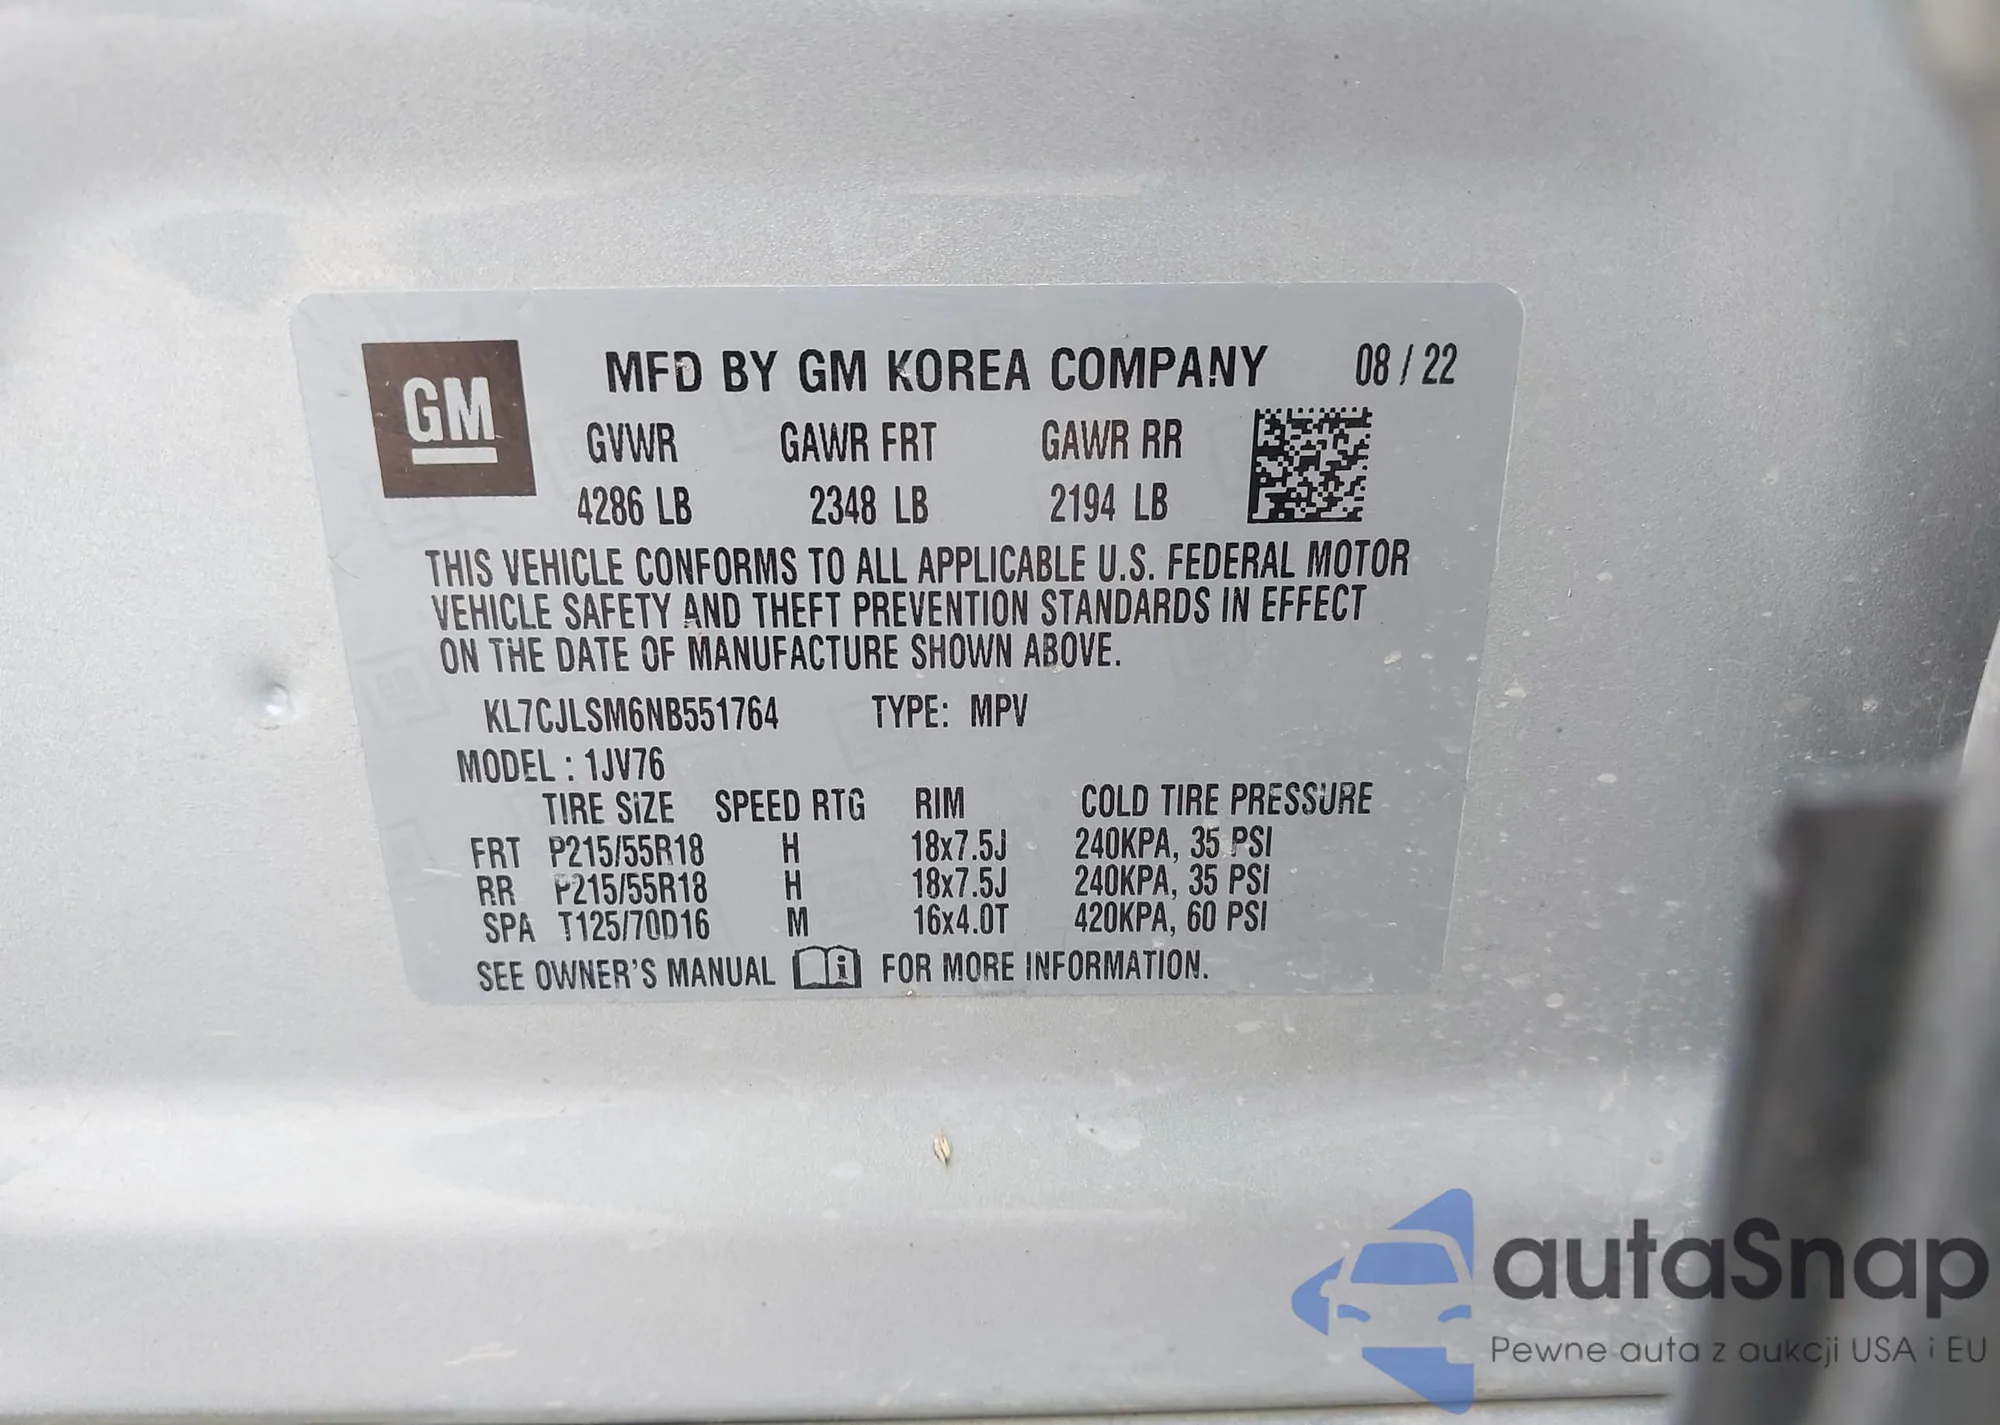 GM
MFD BY GM KOREA COMPANY 08 / 22
GVWR GAWR FRT GAWR RR
4286 LB 2348 LB 2194 LB
THIS VEHICLE CONFORMS TO ALL APPLICABLE U.S. FEDERAL MOTOR
VEHICLE SAFETY AND THEFT PREVENTION STANDARDS IN EFFECT
ON THE DATE OF MANUFACTURE SHOWN ABOVE.
KL7CJLSM6NB551764 TYPE: MPV
MODEL : 1JV76
TIRE SIZE SPEED RTG RIM COLD TIRE PRESSURE
FRT P215/55R18 H 18x7.5J 240KPA, 35 PSI
RR P215/55R18 H 18x7.5J 240KPA, 35 PSI
SPA T125/70D16 M 16x4.0T 420KPA, 60 PSI
SEE OWNER'S MANUAL i FOR MORE INFORMATION.
autaSnap
Pewne auta z aukcji USA i EU